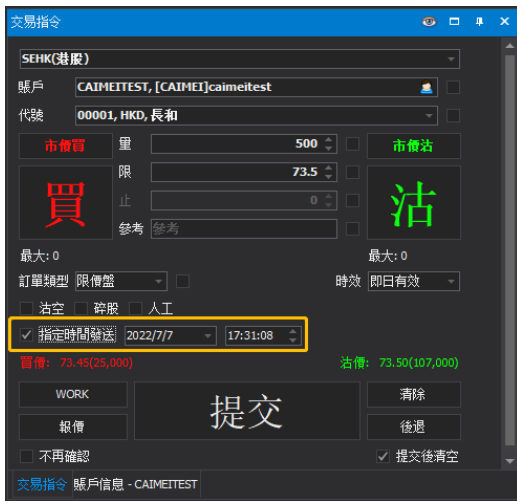 交易指令
SEHK(港股)
賬戶 CAIMEITEST, [CAIMEI]caimeitest
代號 00001, HKD, 長和
市價買 量 500 市價沽
買 限 73.5 沽
止 0
參考 參考
最大: 0 最大: 0
訂單類型 限價盤 時效 即日有效
沽空 碎股 人工
指定時間發送 2022/7/7 17:31:08
買價: 73.45(25,000) 沽價: 73.50(107,000)
WORK 提交 清除
報價 後退
不再確認 提交後清空
交易指令 賬戶信息 - CAIMEITEST